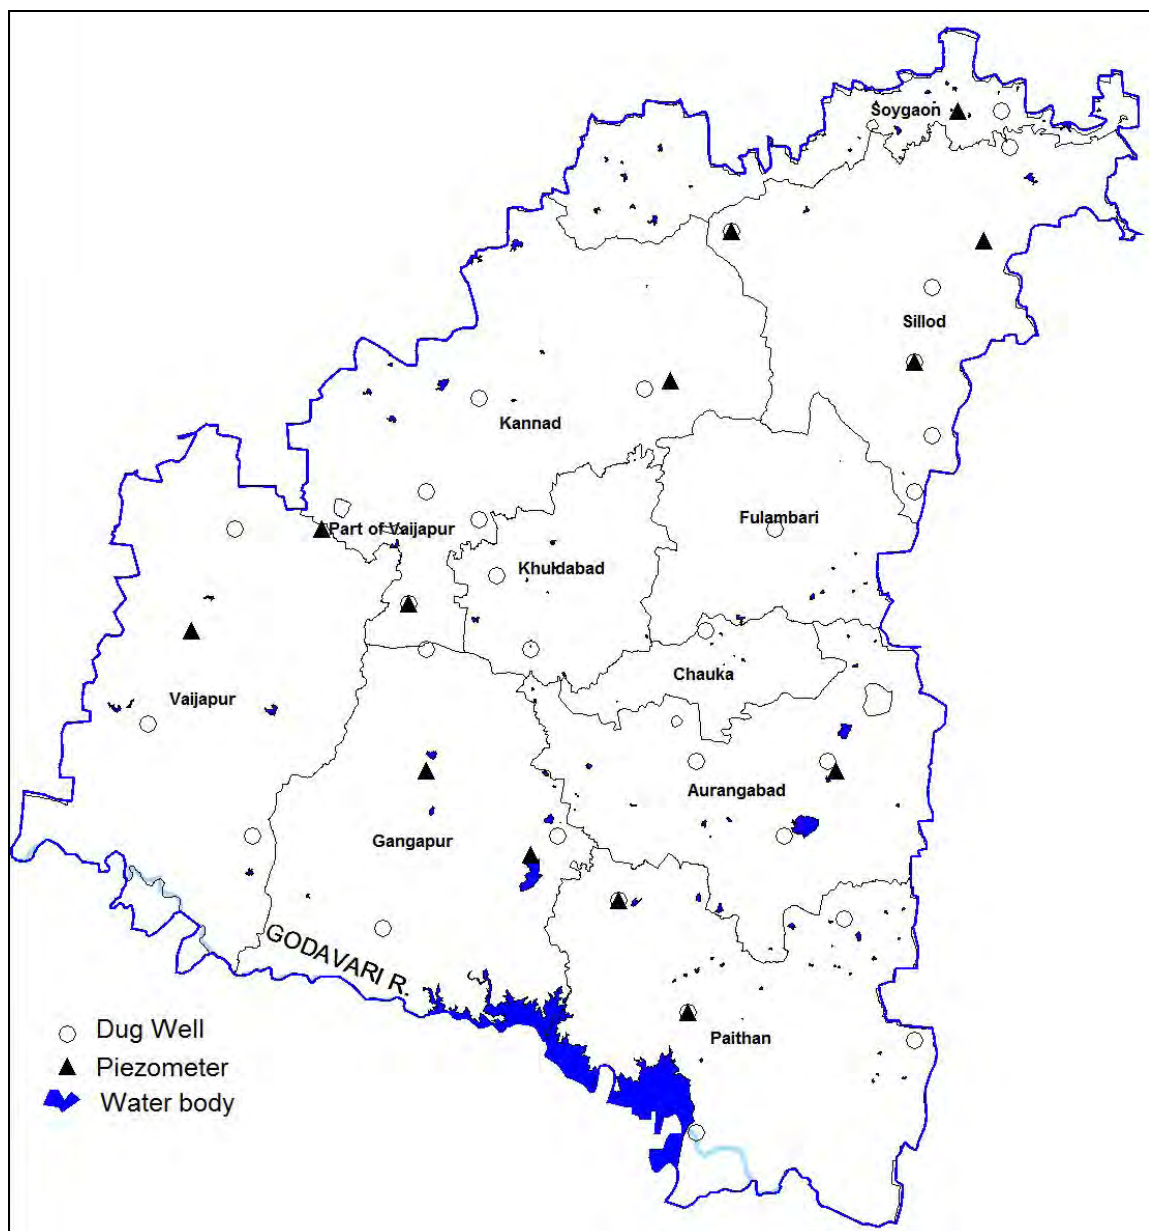 Soygaon
Sillod
Kannad
Fulambari
Part of Vaijapur
Khuldabad
Chauka
Vaijapur
Aurangabad
Gangapur
GODAVARI R.
Paithan
Dug Well
Piezometer
Water body